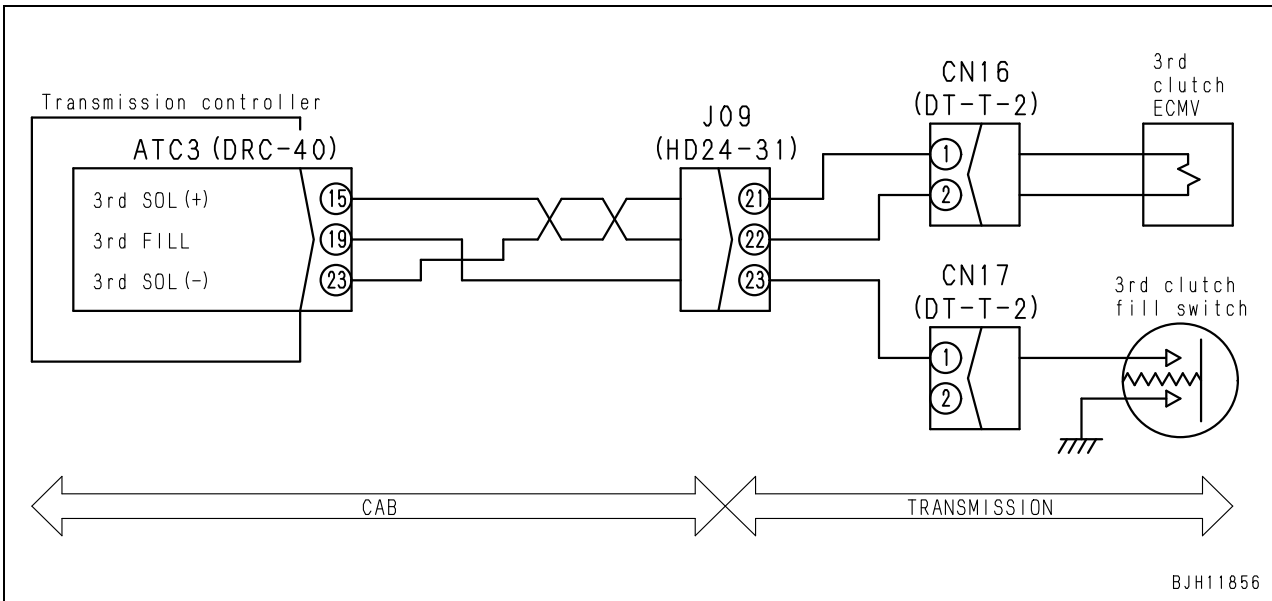 Transmission controller
ATC3 (DRC-40)
3rd SOL (+)
3rd FILL
3rd SOL (-)
15
19
23
J09
(HD24-31)
21
22
23
CN16
(DT-T-2)
1
2
3rd
clutch
ECMV
CN17
(DT-T-2)
1
2
3rd clutch
fill switch
CAB
TRANSMISSION
BJH11856